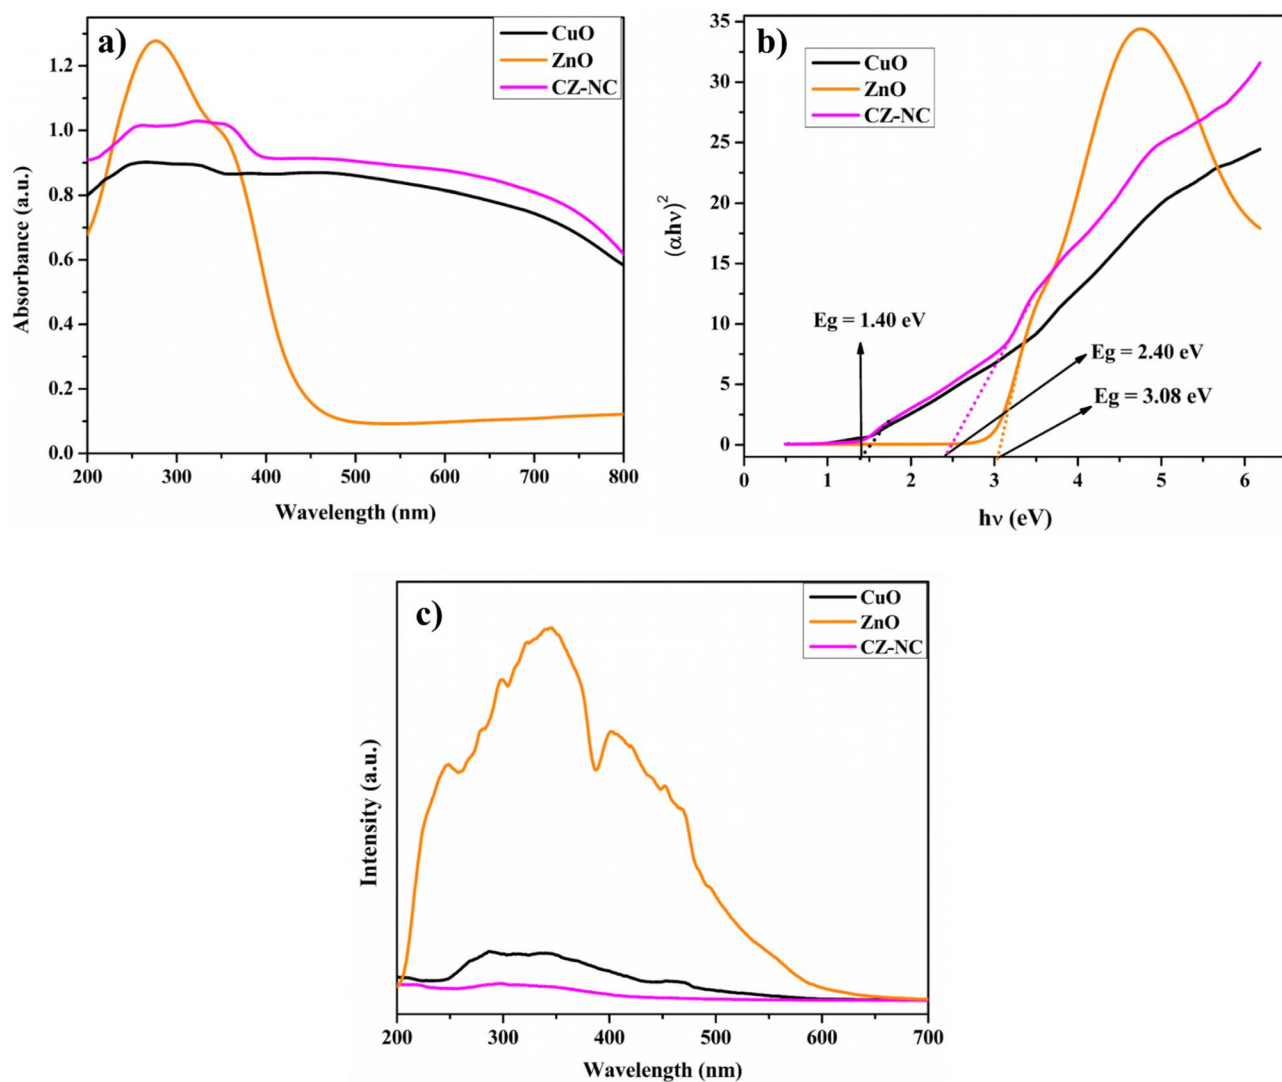 a)
CuO
ZnO
CZ-NC
1.2
1.0
0.8
0.6
0.4
0.2
0.0
200 300 400 500 600 700 800
Absorbance (a.u.)
Wavelength (nm)
b)
CuO
ZnO
CZ-NC
35
30
25
20
15
10
5
0
Eg = 1.40 eV
Eg = 2.40 eV
Eg = 3.08 eV
0 1 2 3 4 5 6
(αhν)²
hν (eV)
c)
CuO
ZnO
CZ-NC
Intensity (a.u.)
200 300 400 500 600 700
Wavelength (nm)